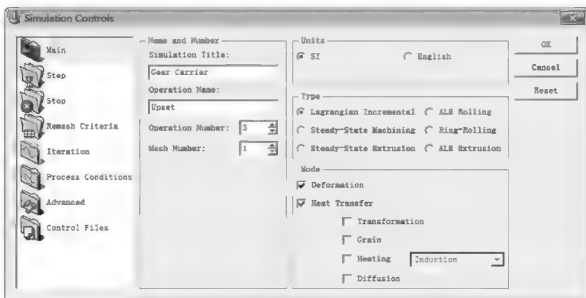 Simulation Controls
Main
Step
Stop
Remesh Criteria
Iteration
Process Conditions
Advanced
Control Files
Name and Number
Simulation Title:
Gear Carrier
Operation Name:
Upset
Operation Number: 3
Mesh Number: 1
Units
SI English
Type
Lagrangian Incremental ALE Rolling
Steady-State Machining Ring-Rolling
Steady-State Extrusion ALE Extrusion
Mode
Deformation
Heat Transfer
Transformation
Grain
Heating Induction
Diffusion
OK
Cancel
Reset